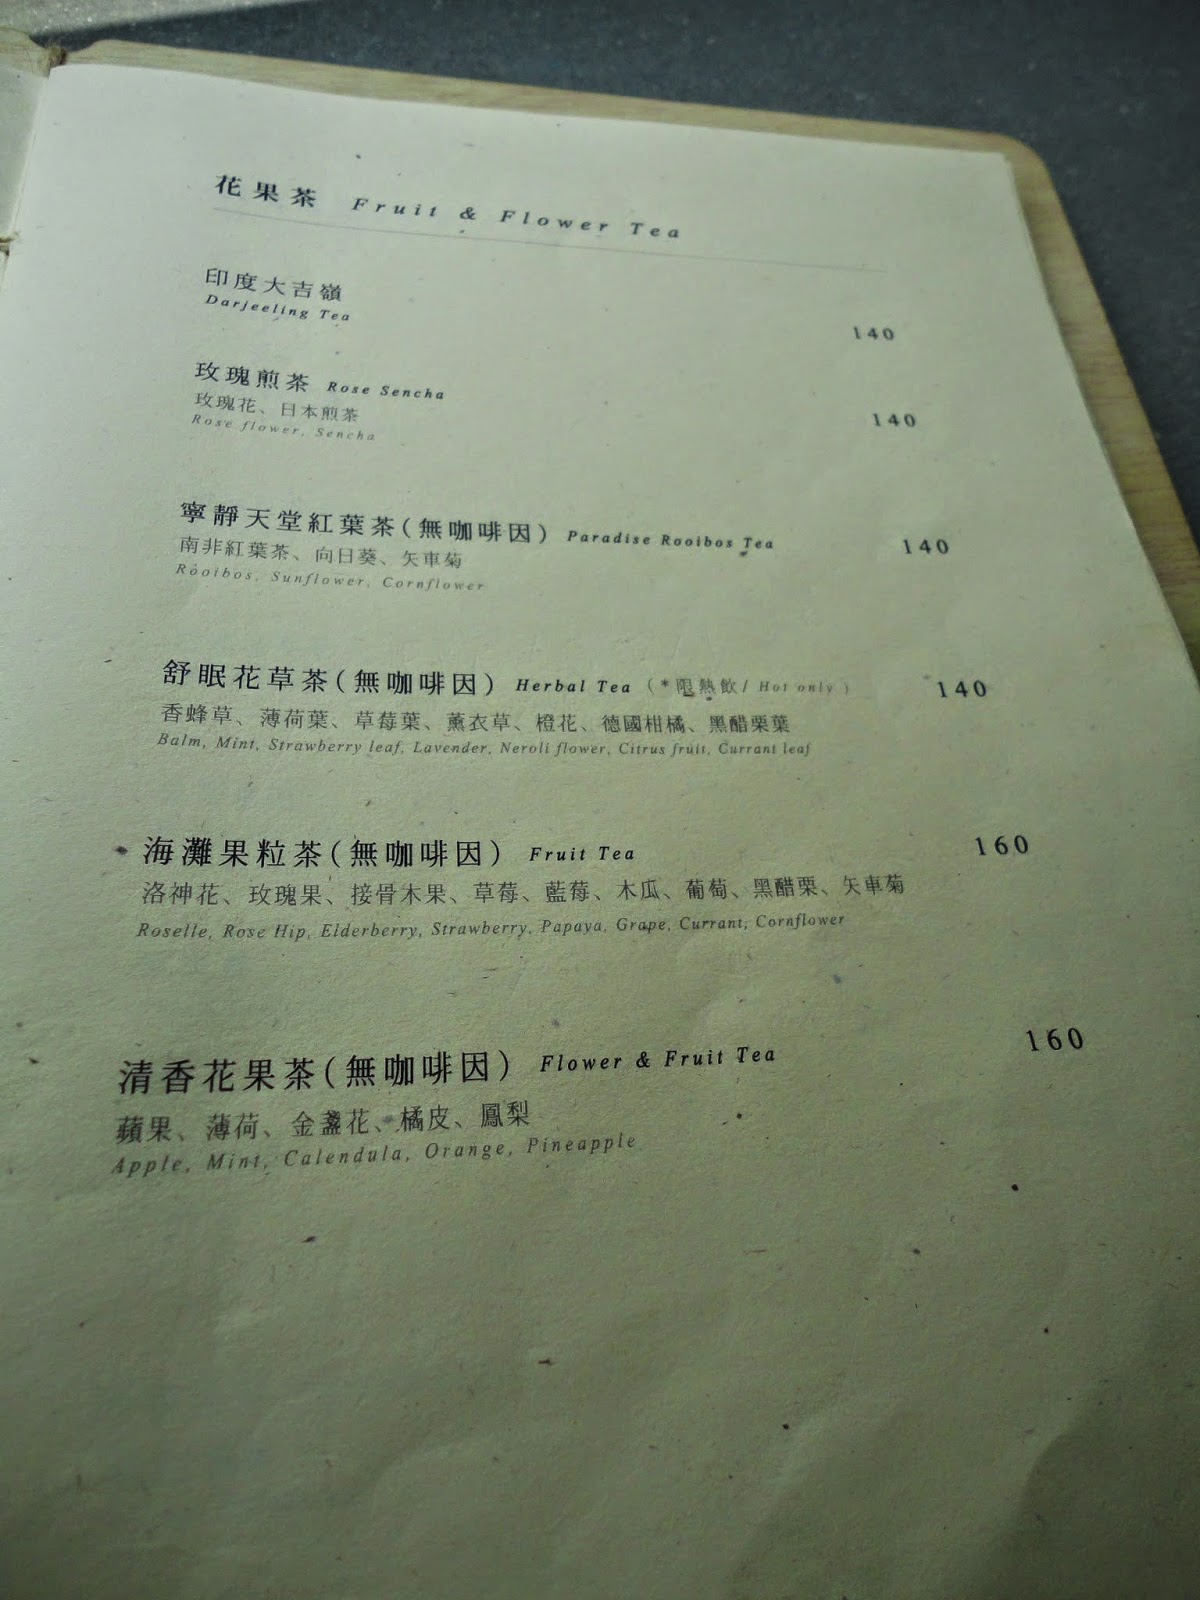 花果茶 Fruit & Flower Tea
印度大吉嶺
Darjeeling Tea
140
玫瑰煎茶 Rose Sencha
玫瑰花、日本煎茶
Rose flower, Sencha
140
寧靜天堂紅葉茶(無咖啡因) Paradise Rooibos Tea 140
南非紅葉茶、向日葵、矢車菊
Rooibos, Sunflower, Cornflower
舒眠花草茶(無咖啡因) Herbal Tea (*限熱飲/ Hot only) 140
香蜂草、薄荷葉、草莓葉、薰衣草、橙花、德國柑橘、黑醋栗葉
Balm, Mint, Strawberry leaf, Lavender, Neroli flower, Citrus fruit, Currant leaf
海灘果粒茶(無咖啡因) Fruit Tea 160
洛神花、玫瑰果、接骨木果、草莓、藍莓、木瓜、葡萄、黑醋栗、矢車菊
Roselle, Rose Hip, Elderberry, Strawberry, Papaya, Grape, Currant, Cornflower
清香花果茶(無咖啡因) Flower & Fruit Tea 160
蘋果、薄荷、金盞花、橘皮、鳳梨
Apple, Mint, Calendula, Orange, Pineapple